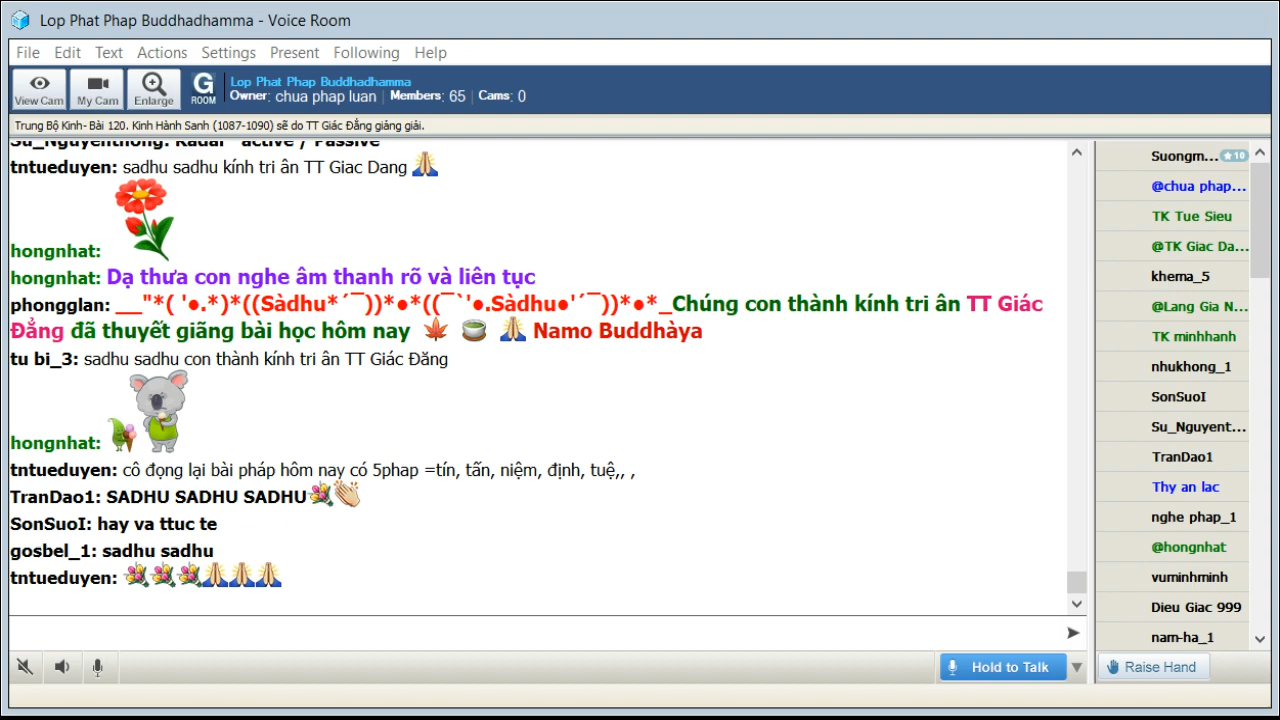 Lop Phat Phap Buddhadhamma - Voice Room
File Edit Text Actions Settings Present Following Help
View Cam My Cam Enlarge G ROOM
Lop Phat Phap Buddhadhamma
Owner: chua phap luan | Members: 65 | Cams: 0
Trung Bộ Kinh- Bài 120. Kinh Hành Sanh (1087-1090) sẽ do TT Giác Đẳng giảng giải.
Su_Nguyenthong: Radar active / Passive
tntueduyen: sadhu sadhu kính tri ân TT Giac Dang
hongnhat:
hongnhat: Dạ thưa con nghe âm thanh rõ và liên tục
phongglan: __"*( '●.*)*((Sàdhu*´¯))*●*((¯`'●.Sàdhu●'´¯))*●*_Chúng con thành kính tri ân TT Giác
Đẳng đã thuyết giãng bài học hôm nay Namo Buddhàya
tu bi_3: sadhu sadhu con thành kính tri ân TT Giác Đăng
hongnhat:
tntueduyen: cô đọng lại bài pháp hôm nay có 5phap =tín, tấn, niệm, định, tuệ,, ,
TranDao1: SADHU SADHU SADHU
SonSuoI: hay va ttuc te
gosbel_1: sadhu sadhu
tntueduyen:
Hold to Talk
Suongm... ★10
@chua phap...
TK Tue Sieu
@TK Giac Da...
khema_5
@Lang Gia N...
TK minhhanh
nhukhong_1
SonSuoI
Su_Nguyent...
TranDao1
Thy an lac
nghe phap_1
@hongnhat
vuminhminh
Dieu Giac 999
nam-ha_1
Raise Hand